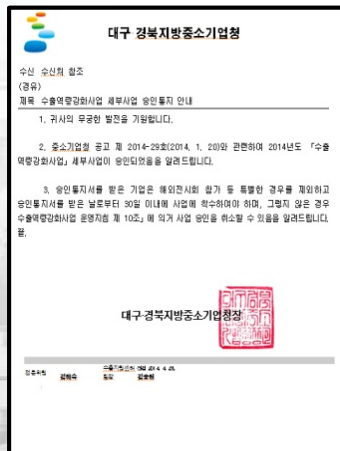 대구 경북지방중소기업청
수신 수신처 참조
(경유)
제목 수출역량강화사업 세부사업 승인통지 안내
1. 귀사의 무궁한 발전을 기원합니다.
2. 중소기업청 공고 제 2014-29호(2014. 1. 20)와 관련하여 2014년도 「수출
역량강화사업」 세부사업이 승인되었음을 알려드립니다.
3. 승인통지서를 받은 기업은 해외전시회 참가 등 특별한 경우를 제외하고
승인통지서를 받은 날로부터 30일 이내에 사업에 착수하여야 하며, 그렇지 않은 경우
수출역량강화사업 운영지침 제 10조」에 의거 사업 승인을 취소할 수 있음을 알려드립니다.
끝.
대구·경북지방중소기업청장